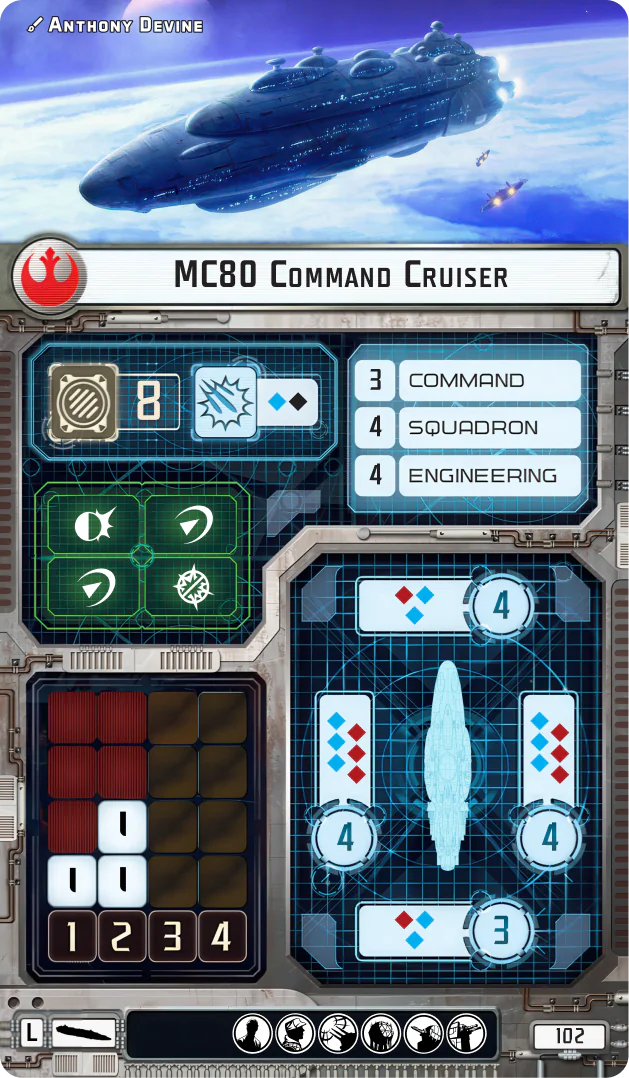 Anthony Devine
MC80 Command Cruiser
8
3 COMMAND
4 SQUADRON
4 ENGINEERING
4
4 4
3
I
I I
1 2 3 4
L 102